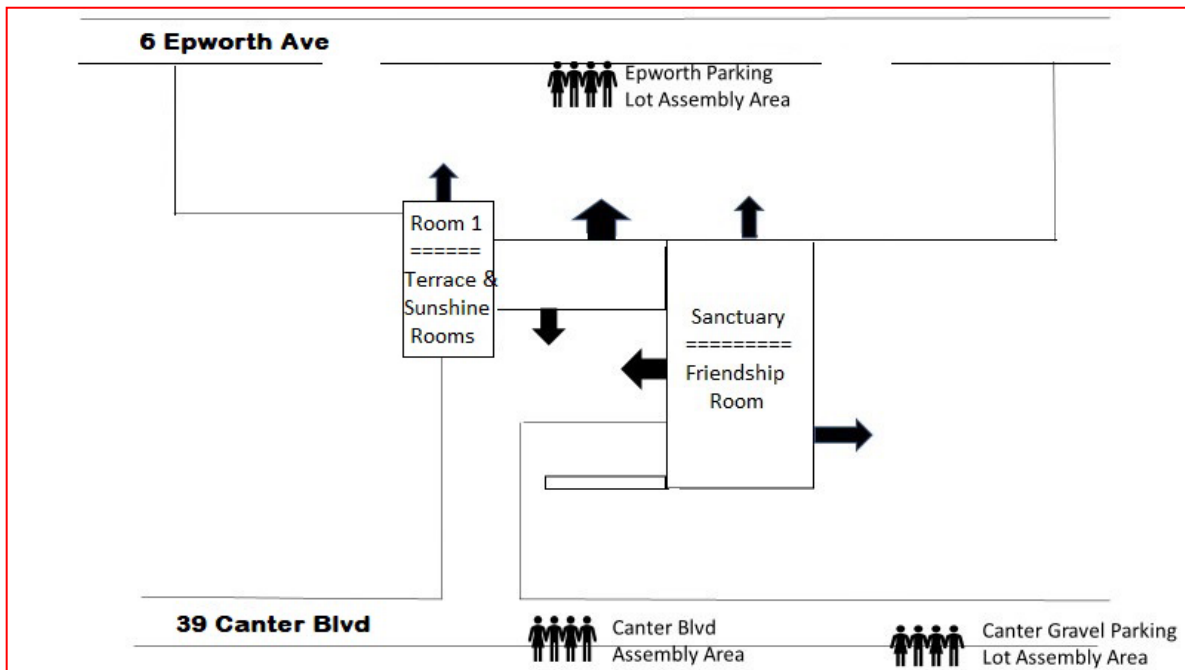 6 Epworth Ave
Epworth Parking
Lot Assembly Area
Room 1
======
Terrace &
Sunshine
Rooms
Sanctuary
=========
Friendship
Room
39 Canter Blvd
Canter Blvd
Assembly Area
Canter Gravel Parking
Lot Assembly Area